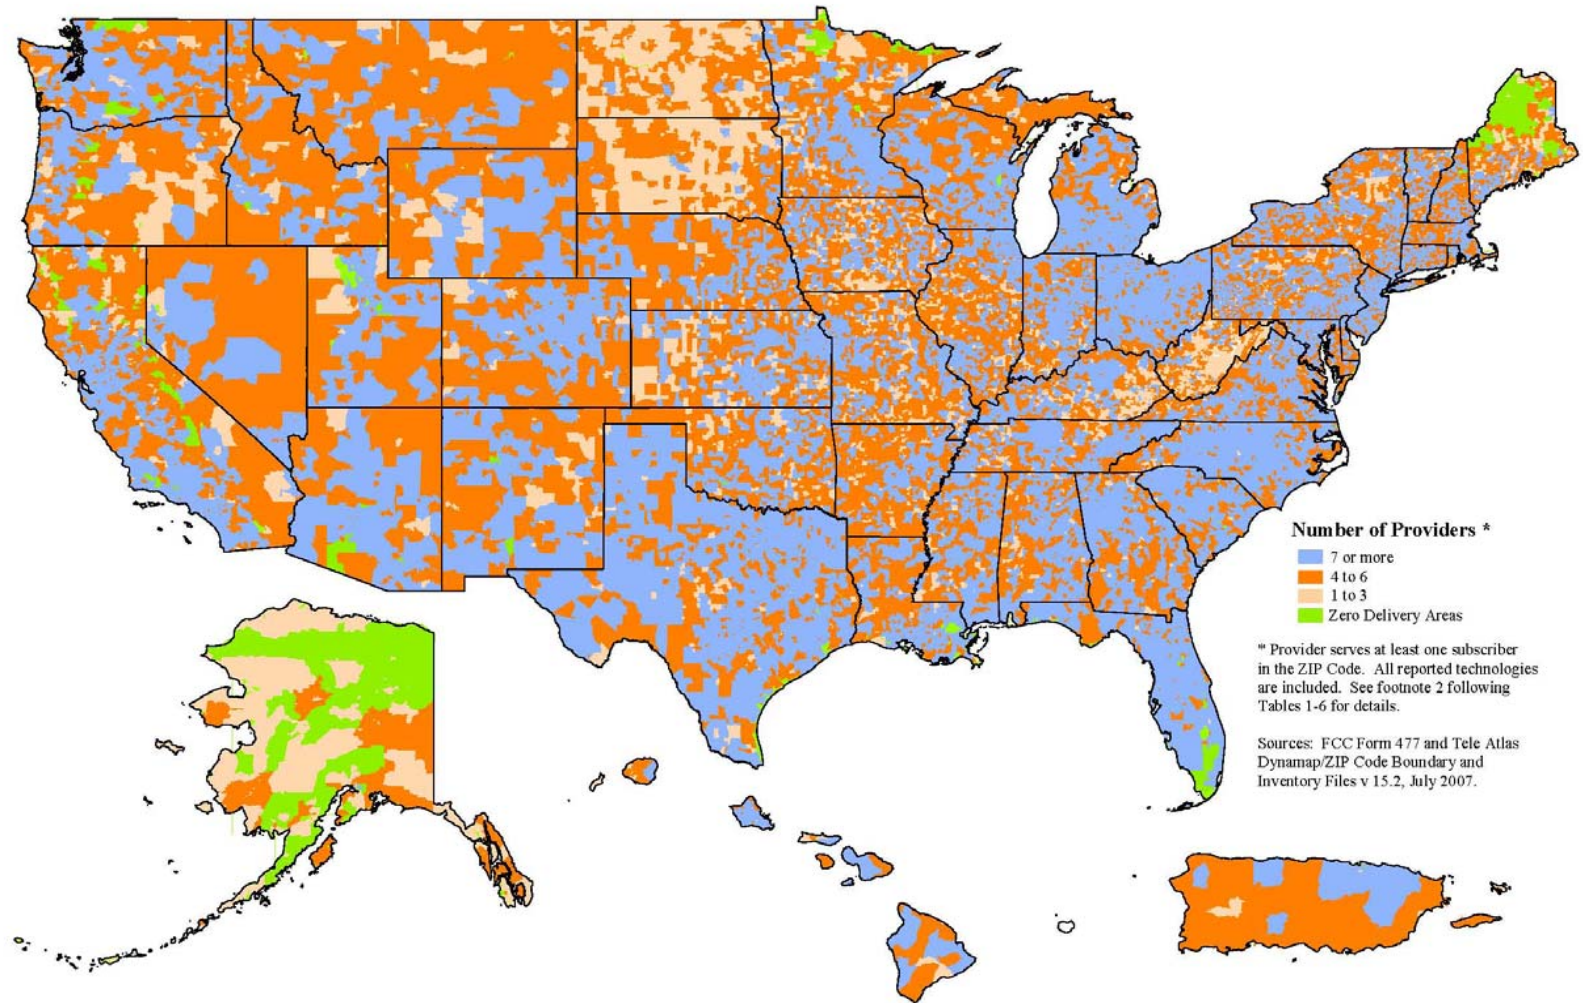 Number of Providers *
7 or more
4 to 6
1 to 3
Zero Delivery Areas
* Provider serves at least one subscriber
in the ZIP Code. All reported technologies
are included. See footnote 2 following
Tables 1-6 for details.
Sources: FCC Form 477 and Tele Atlas
Dynamap/ZIP Code Boundary and
Inventory Files v 15.2, July 2007.